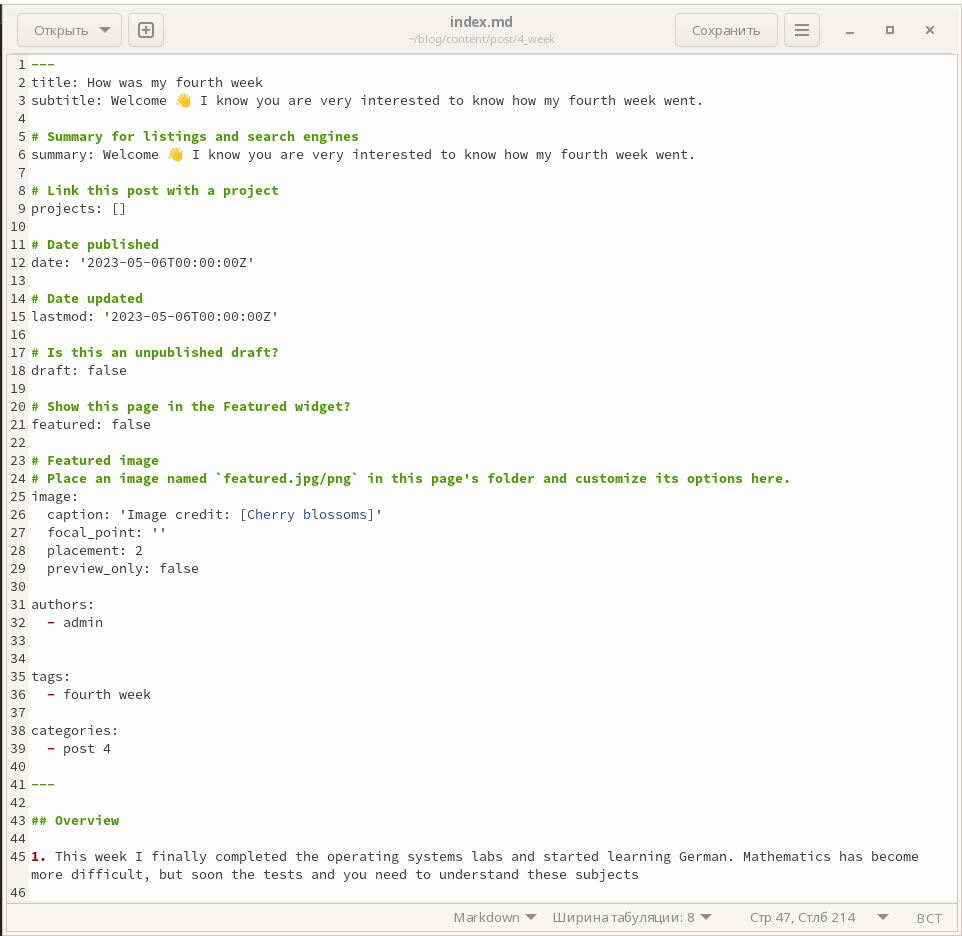 index.md
Открыть
~/blog/content/post/4_week
Сохранить
1 ---
2 title: How was my fourth week
3 subtitle: Welcome 👋 I know you are very interested to know how my fourth week went.
4
5 # Summary for listings and search engines
6 summary: Welcome 👋 I know you are very interested to know how my fourth week went.
7
8 # Link this post with a project
9 projects: []
10
11 # Date published
12 date: '2023-05-06T00:00:00Z'
13
14 # Date updated
15 lastmod: '2023-05-06T00:00:00Z'
16
17 # Is this an unpublished draft?
18 draft: false
19
20 # Show this page in the Featured widget?
21 featured: false
22
23 # Featured image
24 # Place an image named `featured.jpg/png` in this page's folder and customize its options here.
25 image:
26   caption: 'Image credit: [Cherry blossoms]'
27   focal_point: ''
28   placement: 2
29   preview_only: false
30
31 authors:
32   - admin
33
34
35 tags:
36   - fourth week
37
38 categories:
39   - post 4
40
41 ---
42
43 ## Overview
44
45 1. This week I finally completed the operating systems labs and started learning German. Mathematics has become
more difficult, but soon the tests and you need to understand these subjects
46
Markdown Ширина табуляции: 8 Стр 47, Стлб 214 ВСТ